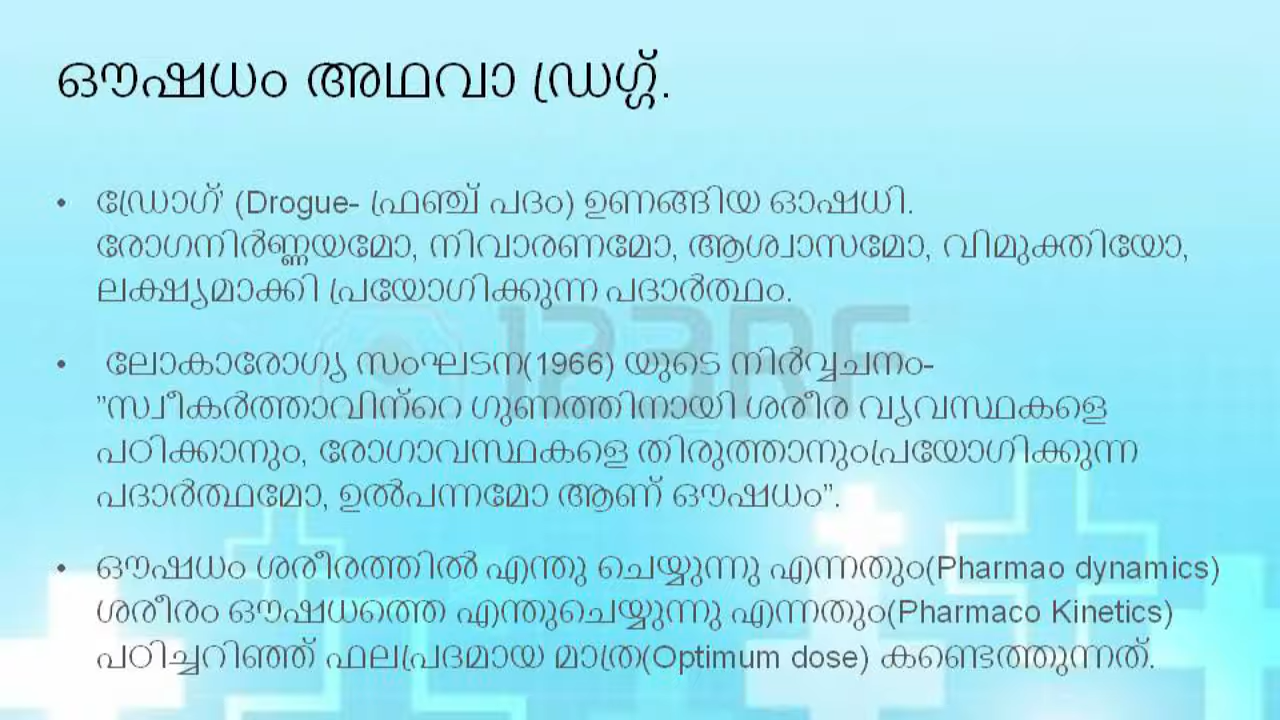 ഔഷധം അഥവാ ഡ്രഗ്ഗ്.
• ഡ്രോഗ്' (Drogue- ഫ്രഞ്ച് പദം) ഉണങ്ങിയ ഓഷധി.
രോഗനിർണ്ണയമോ, നിവാരണമോ, ആശ്വാസമോ, വിമുക്തിയോ,
ലക്ഷ്യമാക്കി പ്രയോഗിക്കുന്ന പദാർത്ഥം.
• ലോകാരോഗ്യ സംഘടന(1966) യുടെ നിർവ്വചനം-
”സ്വീകർത്താവിൻറെ ഗുണത്തിനായി ശരീര വ്യവസ്ഥകളെ
പഠിക്കാനും, രോഗാവസ്ഥകളെ തിരുത്താനുംപ്രയോഗിക്കുന്ന
പദാർത്ഥമോ, ഉൽപന്നമോ ആണ് ഔഷധം”.
• ഔഷധം ശരീരത്തിൽ എന്തു ചെയ്യുന്നു എന്നതും(Pharmao dynamics)
ശരീരം ഔഷധത്തെ എന്തുചെയ്യുന്നു എന്നതും(Pharmaco Kinetics)
പഠിച്ചറിഞ്ഞ് ഫലപ്രദമായ മാത്ര(Optimum dose) കണ്ടെത്തുന്നത്.
123RF